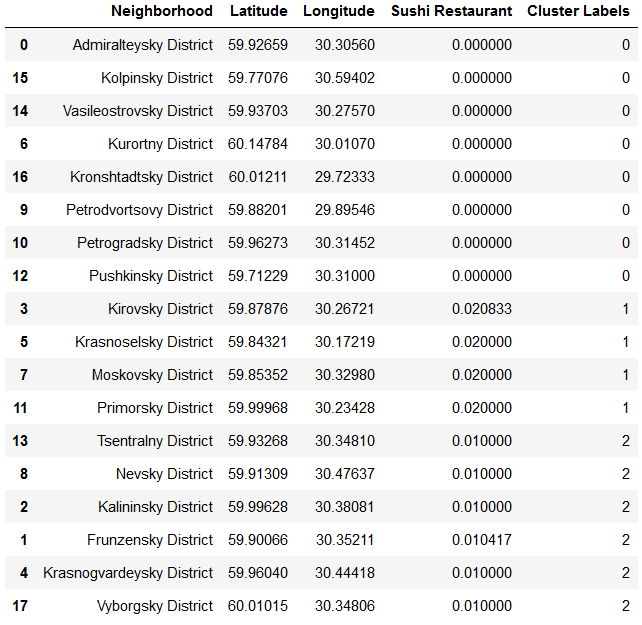 Neighborhood Latitude Longitude Sushi Restaurant Cluster Labels
0 Admiralteysky District 59.92659 30.30560 0.000000 0
15 Kolpinsky District 59.77076 30.59402 0.000000 0
14 Vasileostrovsky District 59.93703 30.27570 0.000000 0
6 Kurortny District 60.14784 30.01070 0.000000 0
16 Kronshtadtsky District 60.01211 29.72333 0.000000 0
9 Petrodvortsovy District 59.88201 29.89546 0.000000 0
10 Petrogradsky District 59.96273 30.31452 0.000000 0
12 Pushkinsky District 59.71229 30.31000 0.000000 0
3 Kirovsky District 59.87876 30.26721 0.020833 1
5 Krasnoselsky District 59.84321 30.17219 0.020000 1
7 Moskovsky District 59.85352 30.32980 0.020000 1
11 Primorsky District 59.99968 30.23428 0.020000 1
13 Tsentralny District 59.93268 30.34810 0.010000 2
8 Nevsky District 59.91309 30.47637 0.010000 2
2 Kalininsky District 59.99628 30.38081 0.010000 2
1 Frunzensky District 59.90066 30.35211 0.010417 2
4 Krasnogvardeysky District 59.96040 30.44418 0.010000 2
17 Vyborgsky District 60.01015 30.34806 0.010000 2